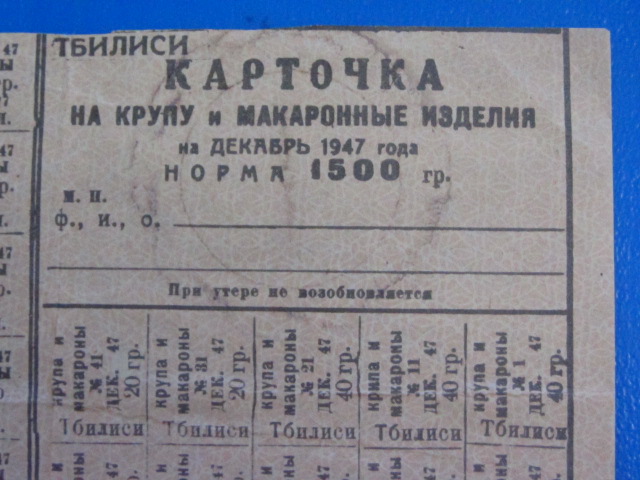 ТБИЛИСИ
КАРТОЧКА
НА КРУПУ и МАКАРОННЫЕ ИЗДЕЛИЯ
на ДЕКАБРЬ 1947 года
НОРМА 1500 гр.
М. П.
ф., и., о.
При утере не возобновляется
крупа и
макароны
№ 41
ДЕК. 47
20 гр.
Тбилиси
крупа и
макароны
№ 31
ДЕК. 47
20 гр.
Тбилиси
крупа и
макароны
№ 21
ДЕК. 47
40 гр.
Тбилиси
крипа и
макароны
№ 11
ДЕК. 47
40 гр.
Тбилиси
крупа и
макароны
№ 1
ДЕК. 47
40 гр.
Тбилиси